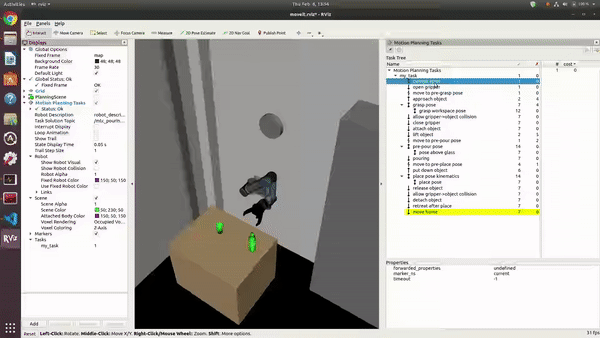 Activities
rviz
Thu Feb 6, 13:04
moveit.rviz* - RViz
File Panels Help
Interact Move Camera Select Focus Camera Measure 2D Pose Estimate 2D Nav Goal Publish Point
Displays
Global Options
Fixed Frame map
Background Color 48; 48; 48
Frame Rate 30
Default Light
Global Status: Ok
Fixed Frame OK
Grid
PlanningScene
Motion Planning Tasks
Status: Ok
Robot Description robot_descri
Task Solution Topic
Interrupt Display
Loop Animation
Show Trail
State Display Time 0.05 s
Trail Step Size 1
Robot
Show Robot Visual
Show Robot Collision
Robot Alpha 1
Fixed Robot Color 150; 50; 150
Use Fixed Robot Color
Links
Scene
Scene Alpha 1
Scene Color 50; 230; 50
Attached Body Color 150; 50; 150
Voxel Rendering Occupied Vo
Voxel Coloring Z-Axis
Markers
Tasks
my_task 1
Add
Motion Planning Tasks
Task Tree
Name # cost
Motion Planning Tasks
my_task 1 0
open gripper 1 0
move to pre-grasp pose 1 0
approach object 2 4
grasp pose 4 4
grasp workspace pose 12 0
allow gripper->object collision 7 0
close gripper 7 0
attach object 7 0
lift object 2 1
move to pre-pour pose 1 2
pre-pour pose 14 0
pose above glass 7 0
pouring 7 0
move to pre-place pose 4 1
put down object 6 0
place pose kinematics 14 0
place pose 7 0
release object 7 0
allow gripper->object collision 7 0
detach object 7 0
retreat after place 7 0
move home 7 0
1 0
Properties
forwarded_properties undefined
marker_ns current
timeout -1
Reset Left-Click: Rotate. Middle-Click: Move X/Y. Right-Click/Mouse Wheel: Zoom. Shift: More options.
31 fps